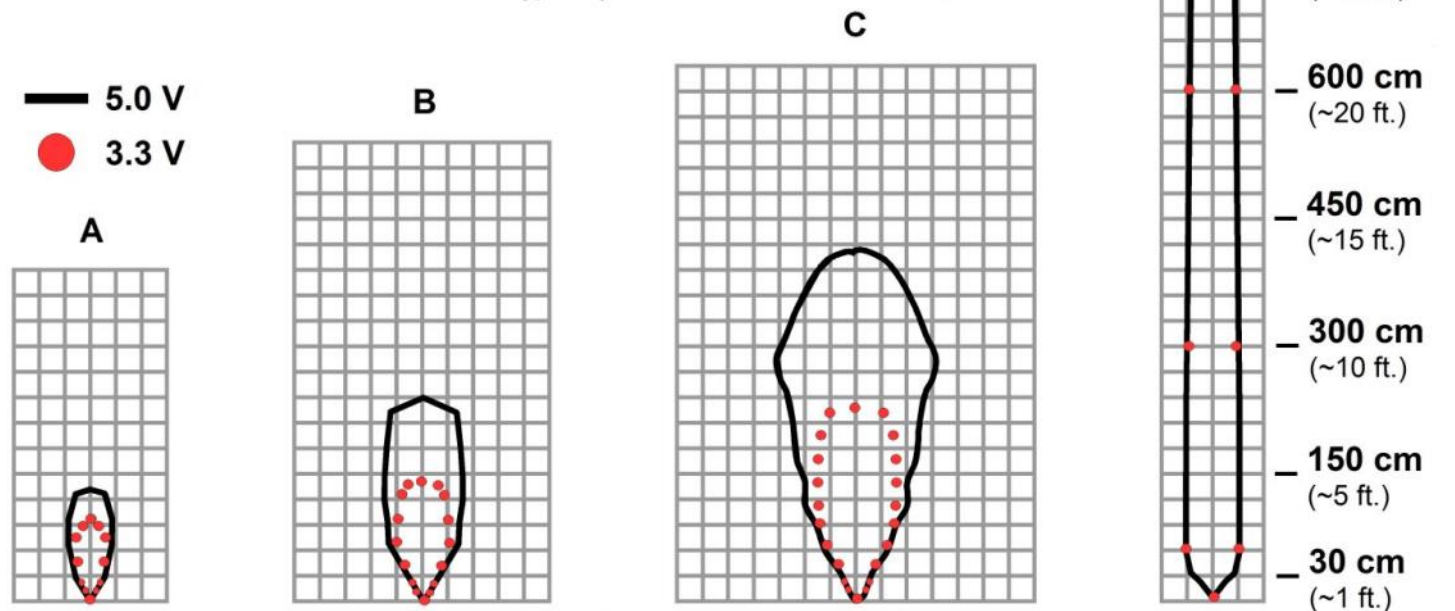 C
B
5.0 V
3.3 V
A
600 cm
(~20 ft.)
450 cm
(~15 ft.)
300 cm
(~10 ft.)
150 cm
(~5 ft.)
30 cm
(~1 ft.)